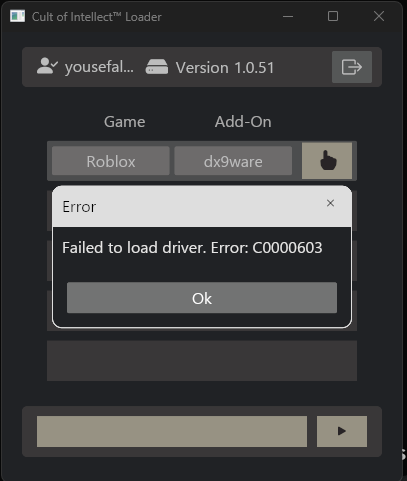 Cult of Intellect™ Loader
yousefal... Version 1.0.51
Game Add-On
Roblox dx9ware
Error
Failed to load driver. Error: C0000603
Ok
s